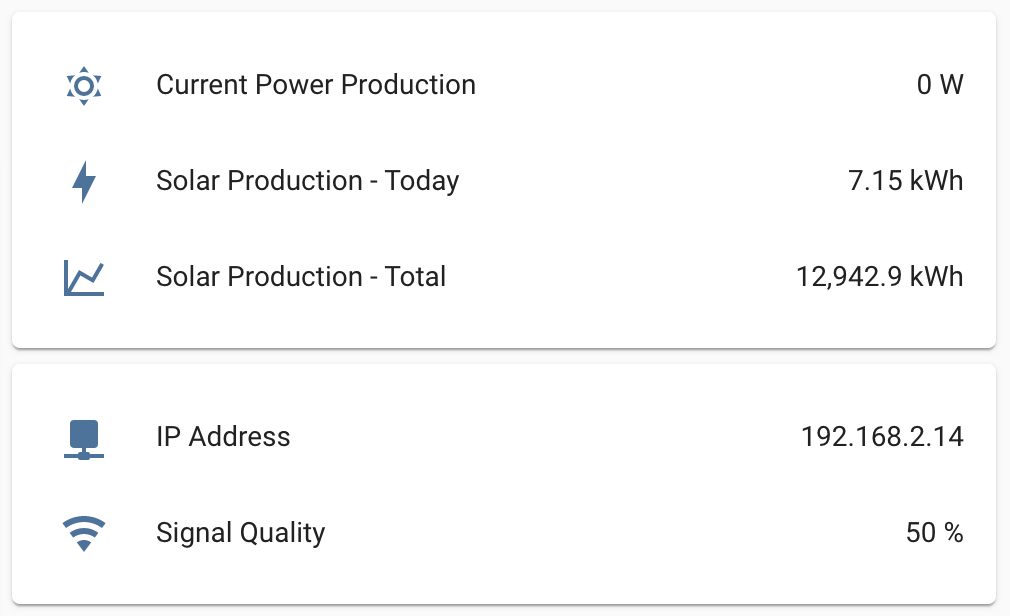 Current Power Production 0 W
Solar Production - Today 7.15 kWh
Solar Production - Total 12,942.9 kWh
IP Address 192.168.2.14
Signal Quality 50 %